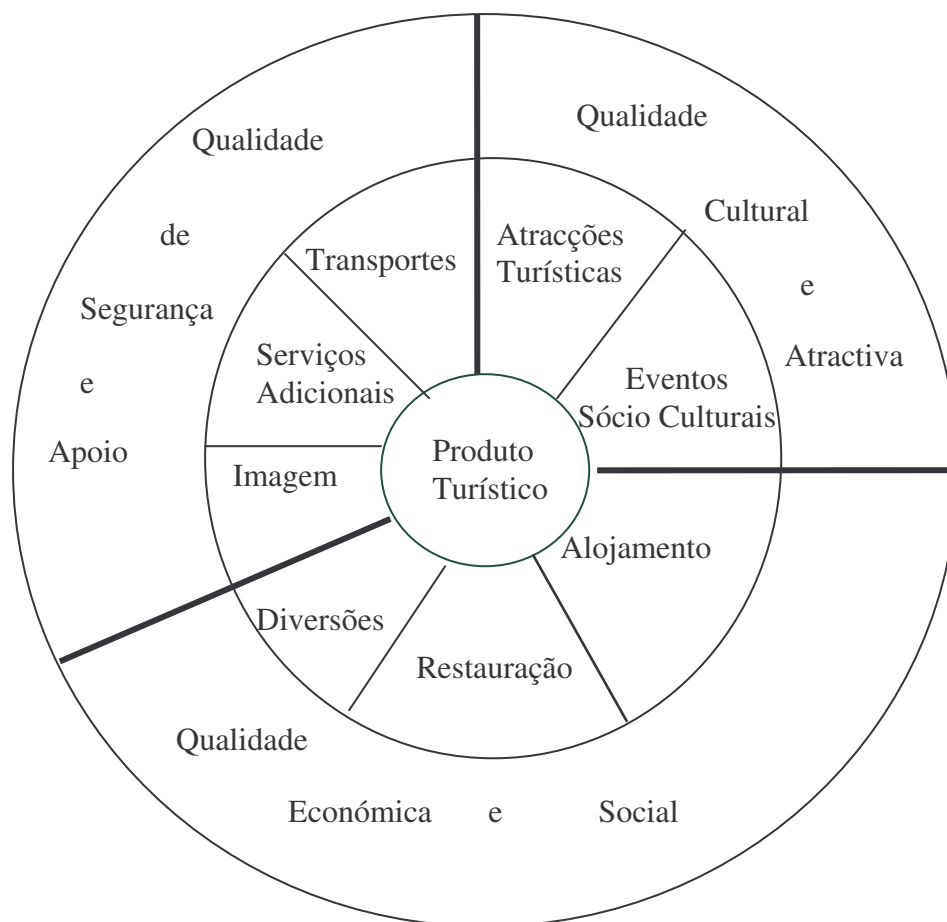 Qualidade
de
Segurança
e
Apoio
Qualidade
Cultural
e
Atractiva
Transportes
Atracções
Turísticas
Serviços
Adicionais
Eventos
Sócio Culturais
Imagem
Produto
Turístico
Alojamento
Diversões
Restauração
Qualidade
Económica e Social